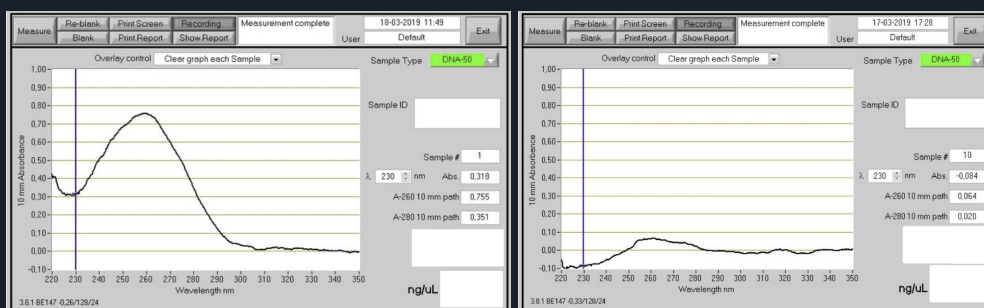 Measure
Re-blank
Print Screen
Recording
Measurement complete
18-03-2019 11:49
Exit
Blank
Print Report
Show Report
User
Default
Overlay control
Clear graph each Sample
Sample Type
DNA-50
1,00
0,90
0,80
0,70
0,60
0,50
0,40
0,30
0,20
0,10
0,00
-0,10
10 mm Absorbance
220 230 240 250 260 270 280 290 300 310 320 330 340 350
Wavelength nm
Sample ID
Sample # 1
λ 230 nm Abs. 0,318
A-260 10 mm path 0,755
A-280 10 mm path 0,351
ng/uL
3.8.1 BE147 -0,26/128/24
Measure
Re-blank
Print Screen
Recording
Measurement complete
17-03-2019 17:28
Exit
Blank
Print Report
Show Report
User
Default
Overlay control
Clear graph each Sample
Sample Type
DNA-50
1,00
0,90
0,80
0,70
0,60
0,50
0,40
0,30
0,20
0,10
0,00
-0,10
10 mm Absorbance
220 230 240 250 260 270 280 290 300 310 320 330 340 350
Wavelength nm
Sample ID
Sample # 10
λ 230 nm Abs. -0,084
A-260 10 mm path 0,064
A-280 10 mm path 0,020
ng/uL
3.8.1 BE147 -0,33/128/24